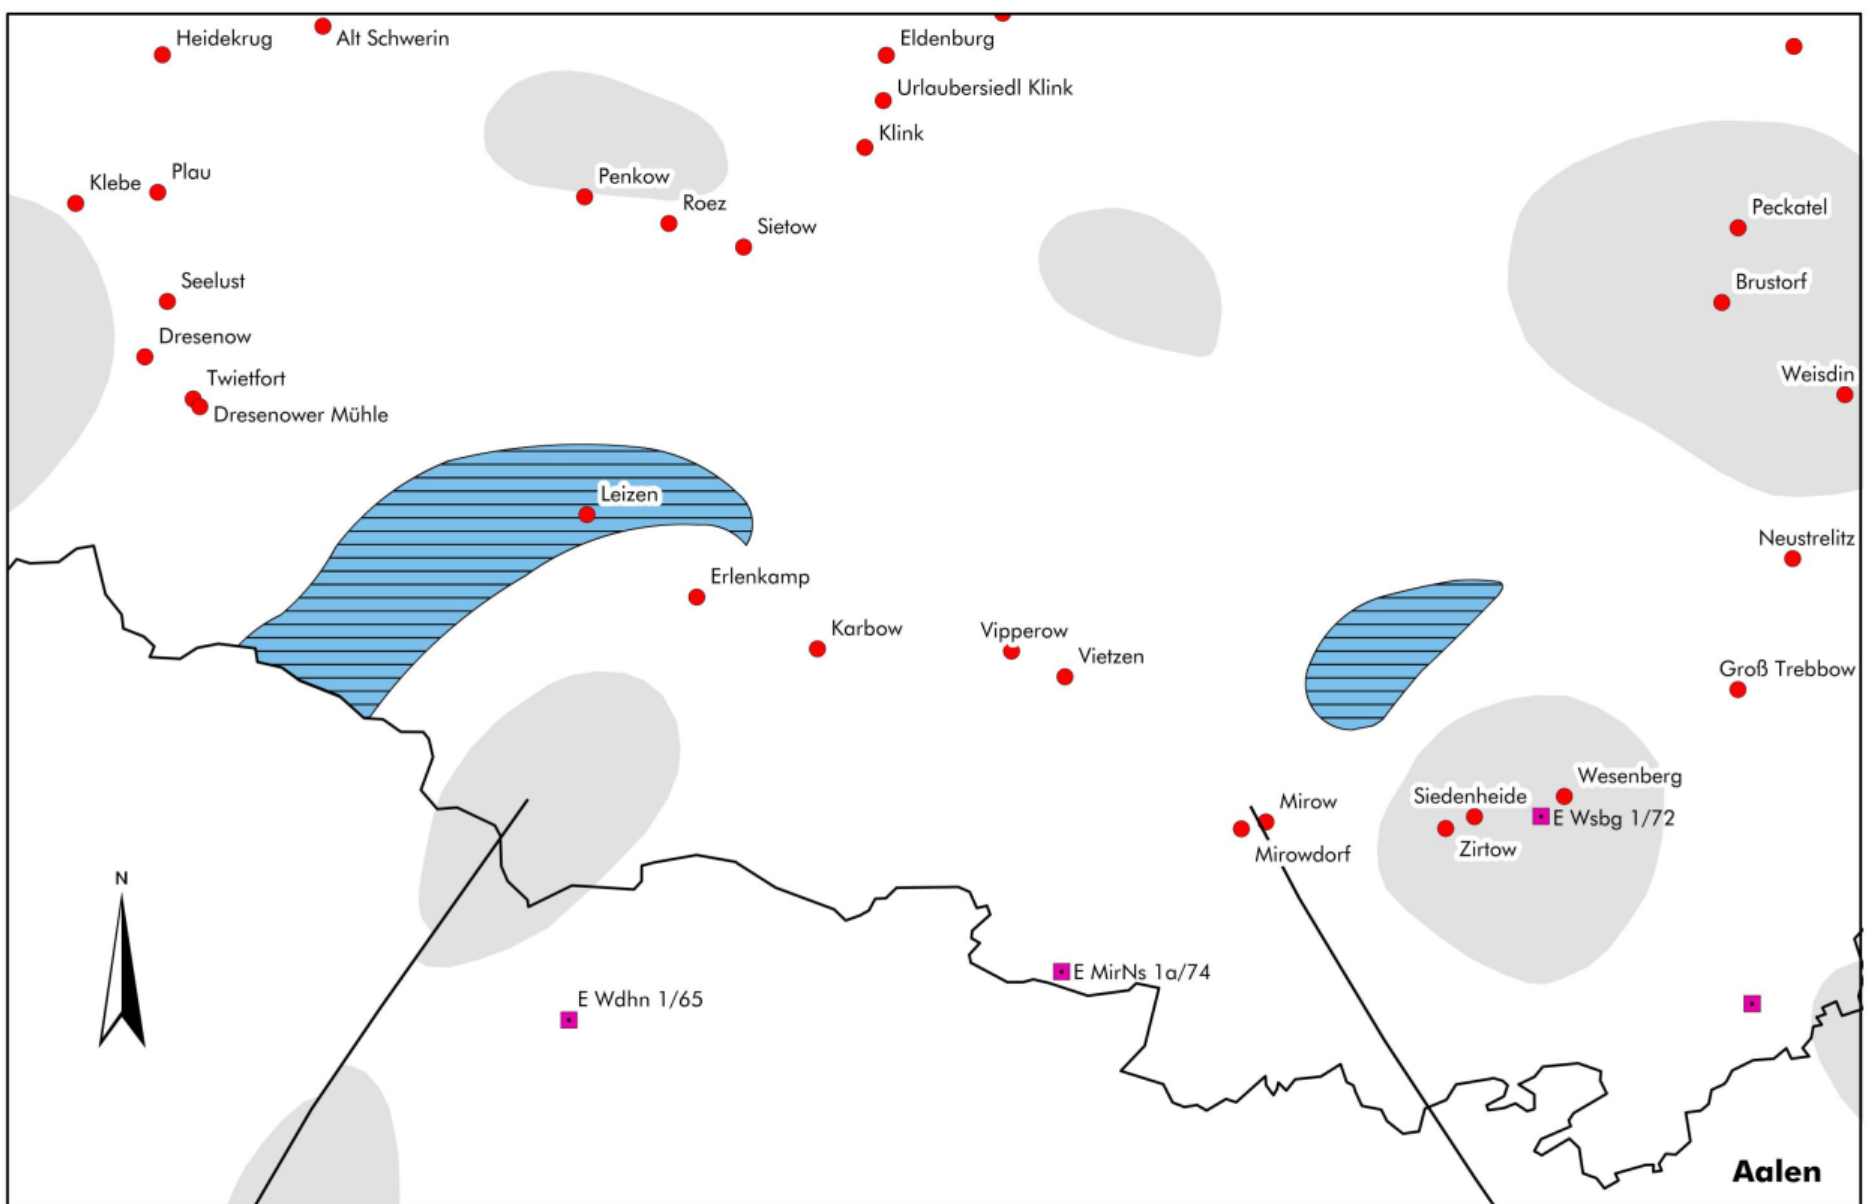 Heidekrug
Alt Schwerin
Eldenburg
Urlaubersiedl Klink
Klink
Klebe
Plau
Penkow
Roez
Sietow
Peckatel
Seelust
Brustorf
Dresenow
Twietfort
Dresenower Mühle
Weisdin
Leizen
Neustrelitz
Erlenkamp
Karbow
Vipperow
Vietzen
Groß Trebbow
Wesenberg
Siedenheide
Mirow
E Wsbg 1/72
Mirowdorf
Zirtow
N
E MirNs 1a/74
E Wdhn 1/65
Aalen